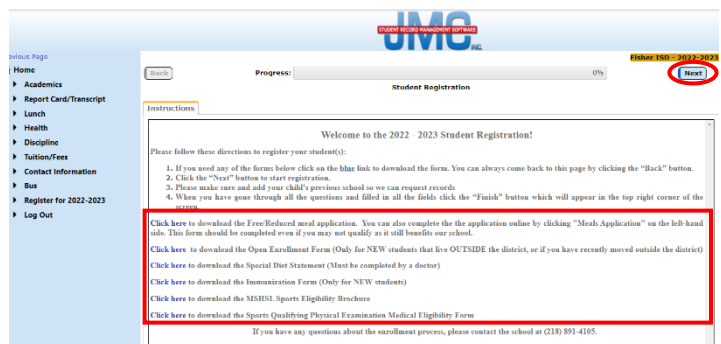 STUDENT RECORD MANAGEMENT SOFTWARE
JMC
INC.
evious Page
Fisher ISD - 2022-2023
Home
Academics
Report Card/Transcript
Lunch
Health
Discipline
Tuition/Fees
Contact Information
Bus
Register for 2022-2023
Log Out
Back
Progress:
0%
Next
Student Registration
Instructions
Welcome to the 2022 - 2023 Student Registration!
Please follow these directions to register your student(s):
1. If you need any of the forms below click on the blue link to download the form. You can always come back to this page by clicking the "Back" button.
2. Click the "Next" button to start registration.
3. Please make sure and add your child's previous school so we can request records
4. When you have gone through all the questions and filled in all the fields click the "Finish" button which will appear in the top right corner of the
screen.
Click here to download the Free/Reduced meal application. You can also complete the the application online by clicking "Meals Application" on the left-hand
side. This form should be completed even if you may not qualify as it still benefits our school.
Click here to download the Open Enrollment Form (Only for NEW students that live OUTSIDE the district, or if you have recently moved outside the district)
Click here to download the Special Diet Statement (Must be completed by a doctor)
Click here to download the Immunization Form (Only for NEW students)
Click here to download the MSHSL Sports Eligibility Brochure
Click here to download the Sports Qualifying Physical Examination Medical Eligibility Form
If you have any questions about the enrollment process, please contact the school at (218) 891-4105.